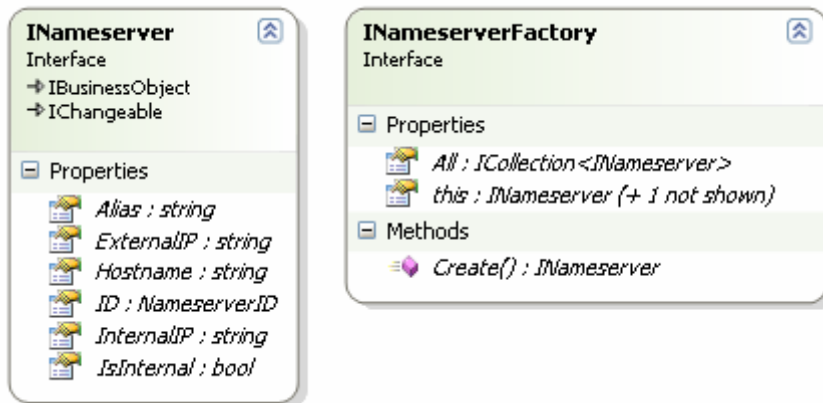 INameserver
Interface
IBusinessObject
IChangeable
Properties
Alias : string
ExternalIP : string
Hostname : string
ID : NameserverID
InternalIP : string
IsInternal : bool
INameserverFactory
Interface
Properties
All : ICollection<INameserver>
this : INameserver (+ 1 not shown)
Methods
Create() : INameserver